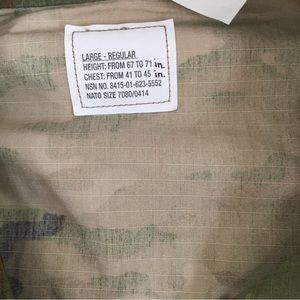 LARGE - REGULAR
HEIGHT: FROM 67 TO 71 in.
CHEST: FROM 41 TO 45 in.
NSN NO. 8415-01-623-5552
NATO SIZE 7080/0414